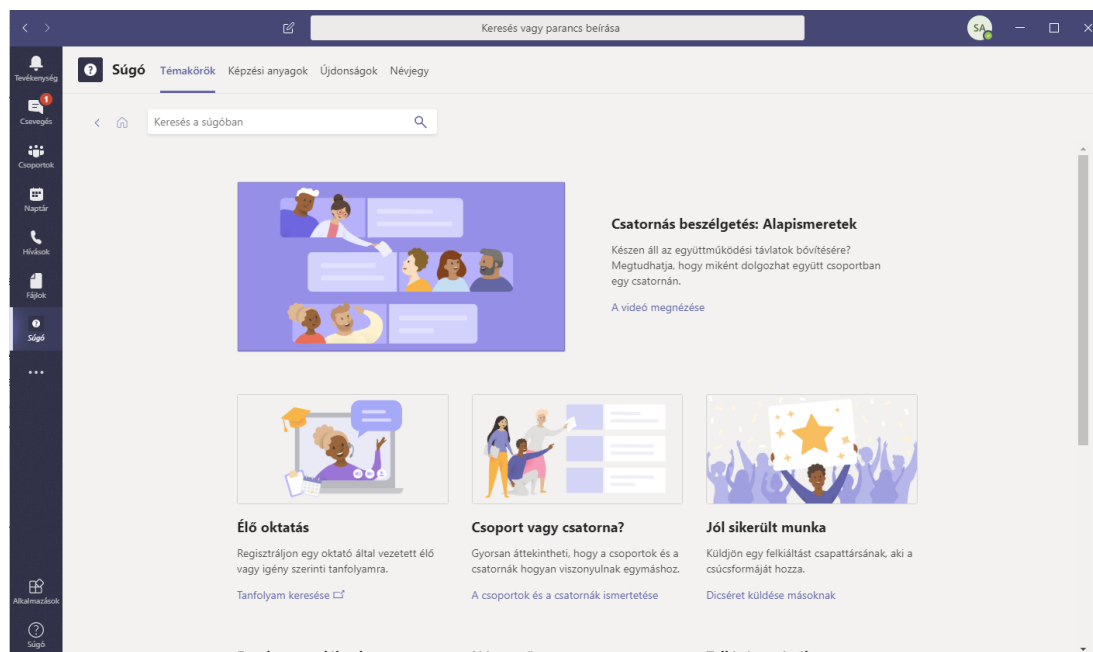 Keresés vagy parancs beírása
SA
Tevékenység
1
Csevegés
Csoportok
Naptár
Hívások
Fájlok
Súgó
Alkalmazások
Súgó
Súgó Témakörök Képzési anyagok Újdonságok Névjegy
Keresés a súgóban
Csatornás beszélgetés: Alapismeretek
Készen áll az együttműködési távlatok bővítésére?
Megtudhatja, hogy miként dolgozhat együtt csoportban
egy csatornán.
A videó megnézése
Élő oktatás
Regisztráljon egy oktató által vezetett élő
vagy igény szerinti tanfolyamra.
Tanfolyam keresése
Csoport vagy csatorna?
Gyorsan áttekintheti, hogy a csoportok és a
csatornák hogyan viszonyulnak egymáshoz.
A csoportok és a csatornák ismertetése
Jól sikerült munka
Küldjön egy felkiáltást csapattársának, aki a
csúcsformáját hozza.
Dicséret küldése másoknak